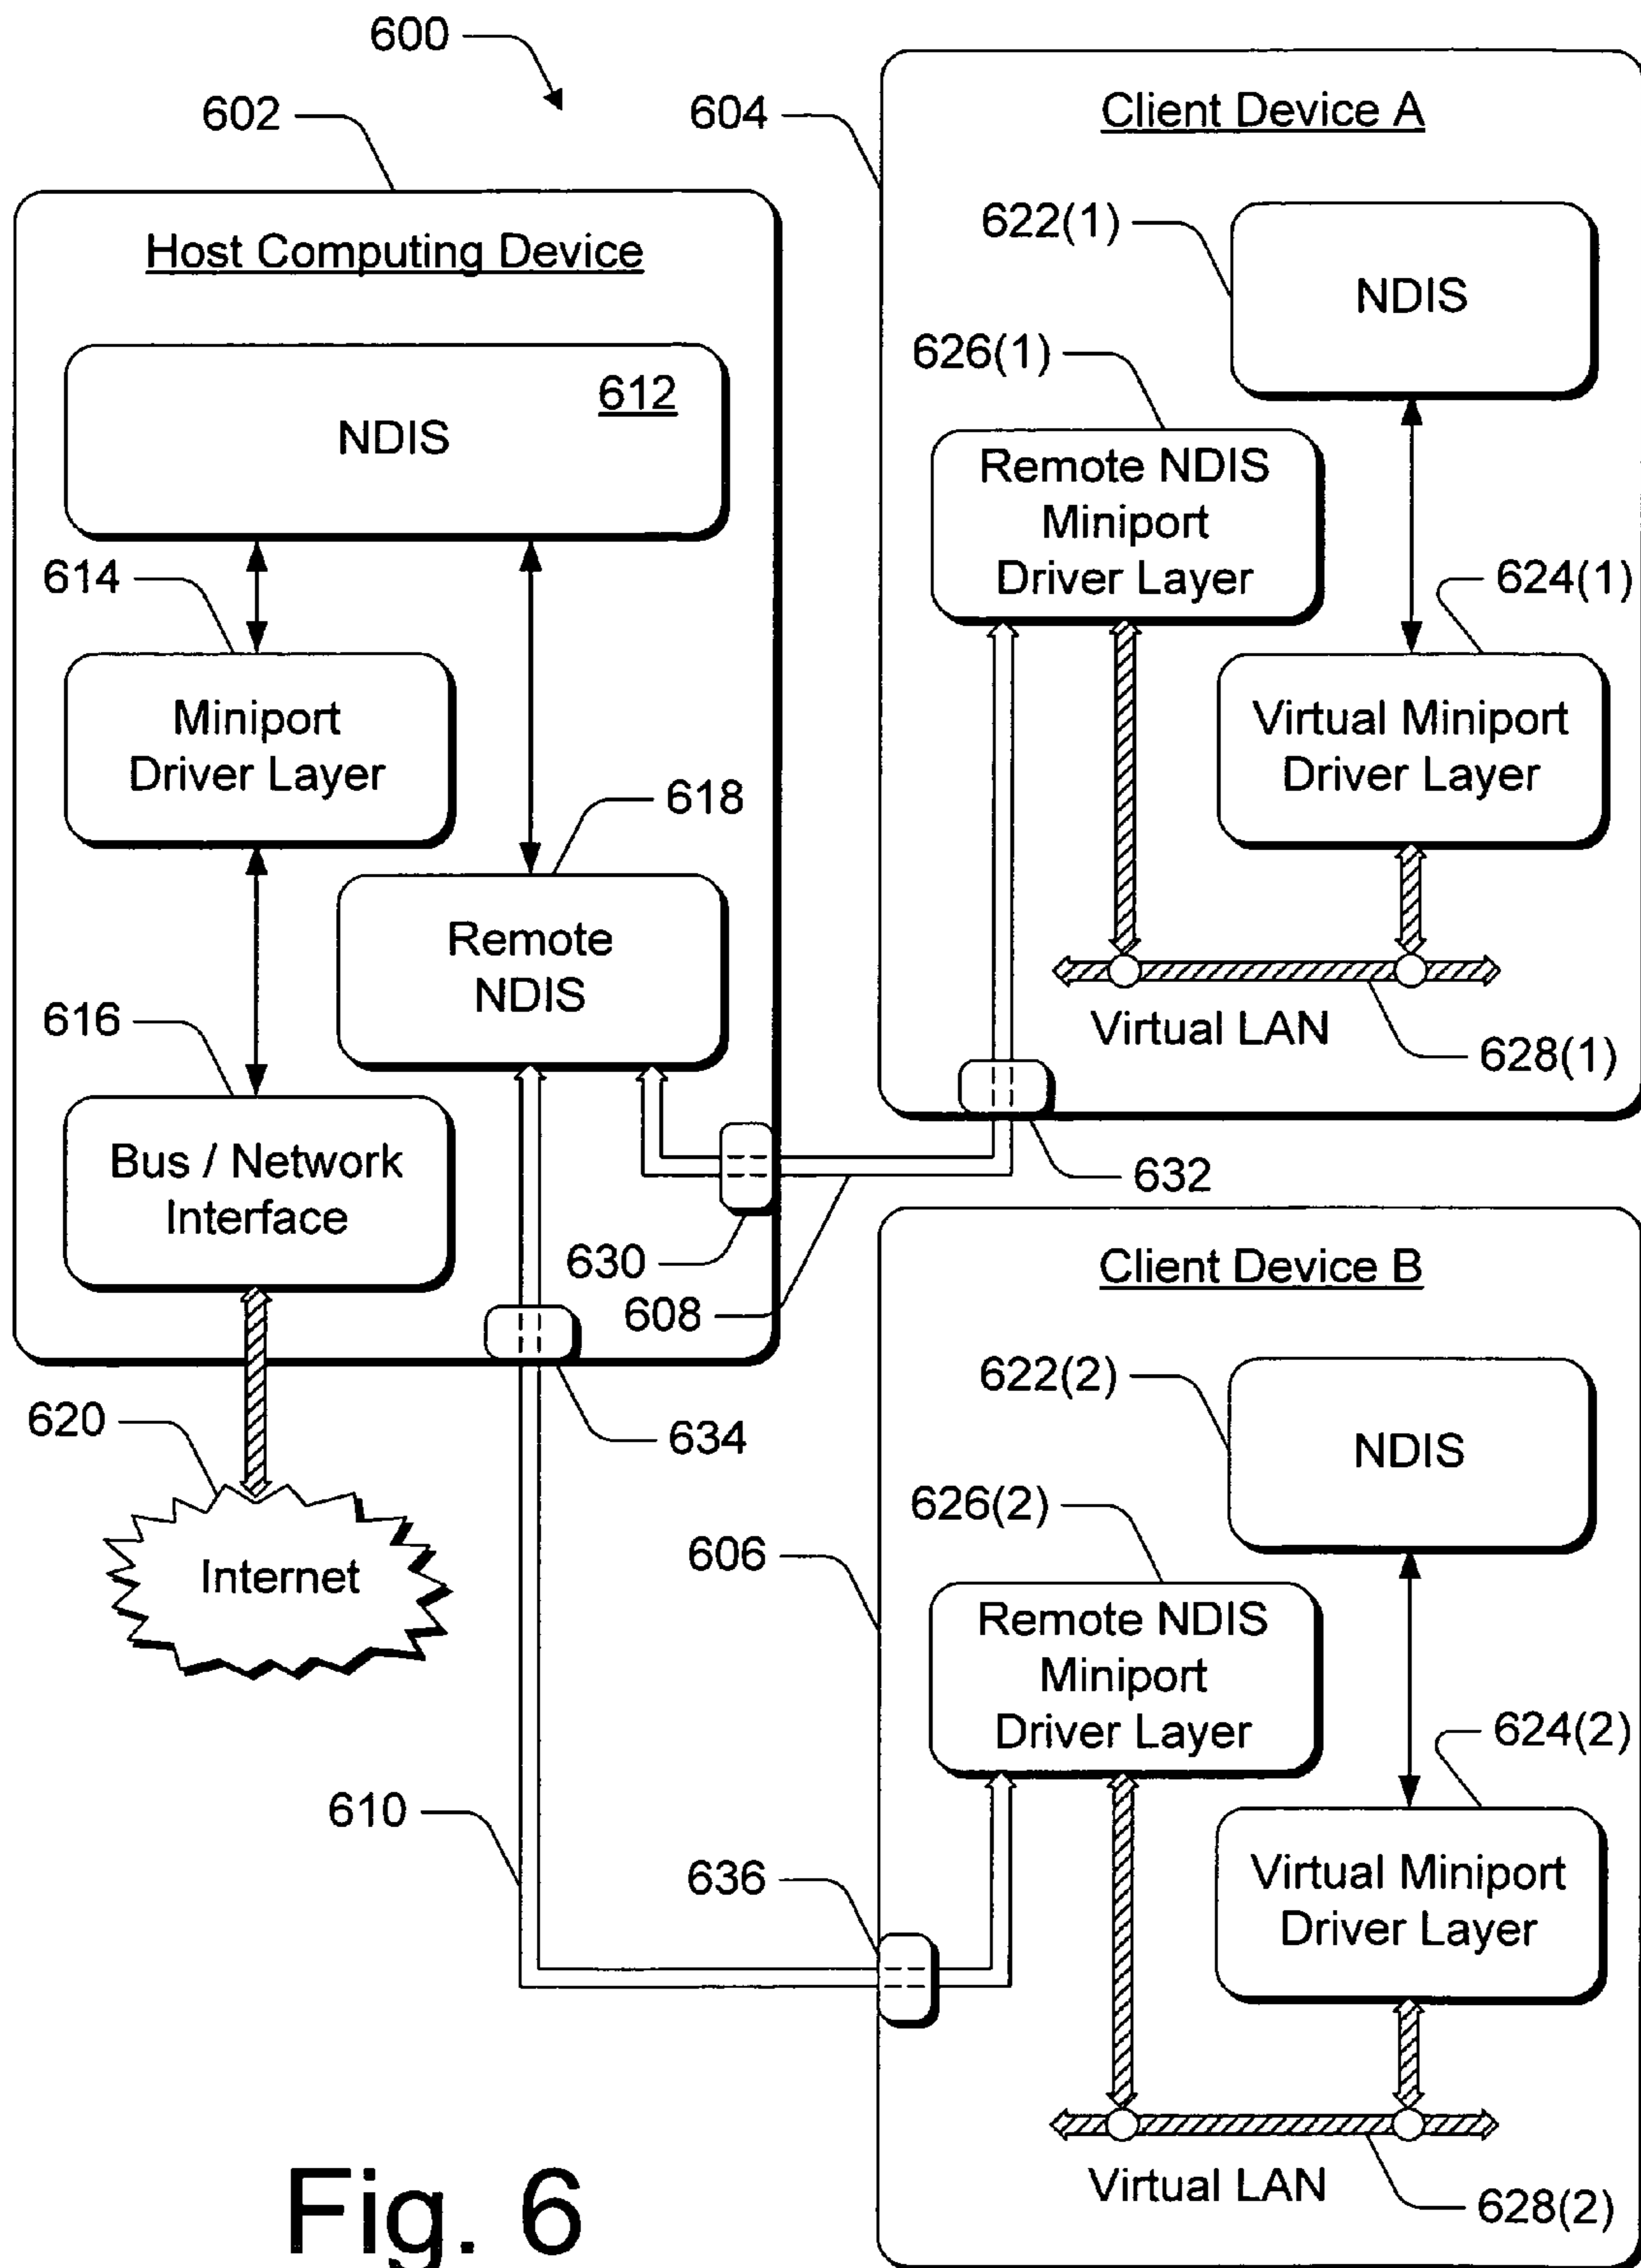 600
602
Host Computing Device
612
NDIS
614
Miniport
Driver Layer
618
Remote
NDIS
616
Bus / Network
Interface
630
608
634
620
Internet
610
604
Client Device A
622(1)
NDIS
626(1)
Remote NDIS
Miniport
Driver Layer
624(1)
Virtual Miniport
Driver Layer
Virtual LAN
628(1)
632
Client Device B
622(2)
NDIS
626(2)
606
Remote NDIS
Miniport
Driver Layer
624(2)
Virtual Miniport
Driver Layer
636
Virtual LAN
628(2)
Fig. 6